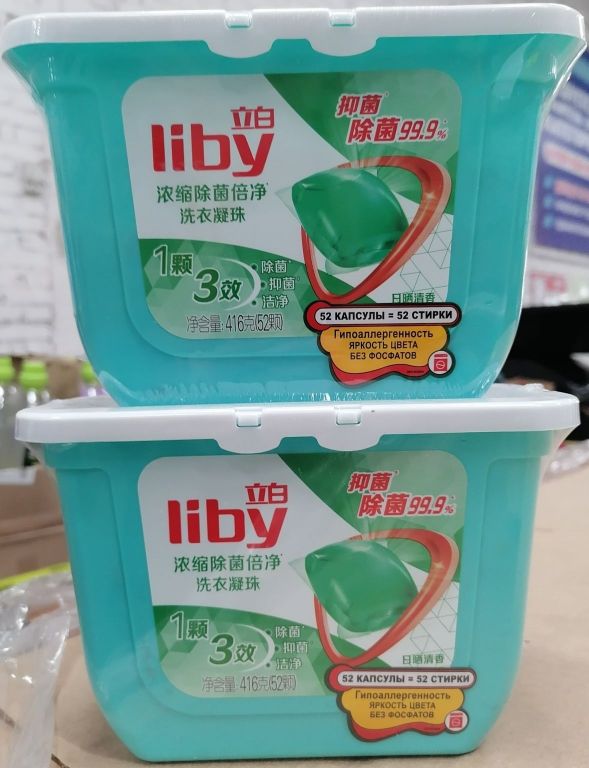 立白
liby
浓缩除菌倍净*
洗衣凝珠
抑菌*
除菌99.9%*
1颗
3效
除菌*
抑菌*
洁净
净含量:416克(52颗)
日晒清香
52 КАПСУЛЫ = 52 СТИРКИ
Гипоаллергенность
ЯРКОСТЬ ЦВЕТА
БЕЗ ФОСФАТОВ
立白
liby
浓缩除菌倍净*
洗衣凝珠
抑菌*
除菌99.9%*
1颗
3效
除菌*
抑菌*
洁净
净含量:416克(52颗)
日晒清香
52 КАПСУЛЫ = 52 СТИРКИ
Гипоаллергенность
ЯРКОСТЬ ЦВЕТА
БЕЗ ФОСФАТОВ